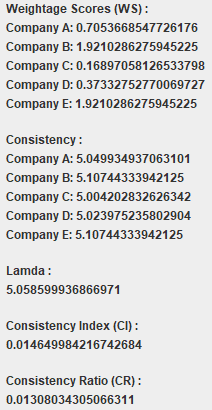 Weightage Scores (WS) :
Company A: 0.7053668547726176
Company B: 1.9210286275945225
Company C: 0.16897058126533798
Company D: 0.37332752770069727
Company E: 1.9210286275945225
Consistency :
Company A: 5.049934937063101
Company B: 5.10744333942125
Company C: 5.004202832626342
Company D: 5.023975235802904
Company E: 5.10744333942125
Lamda :
5.058599936866971
Consistency Index (CI) :
0.014649984216742684
Consistency Ratio (CR) :
0.01308034305066311